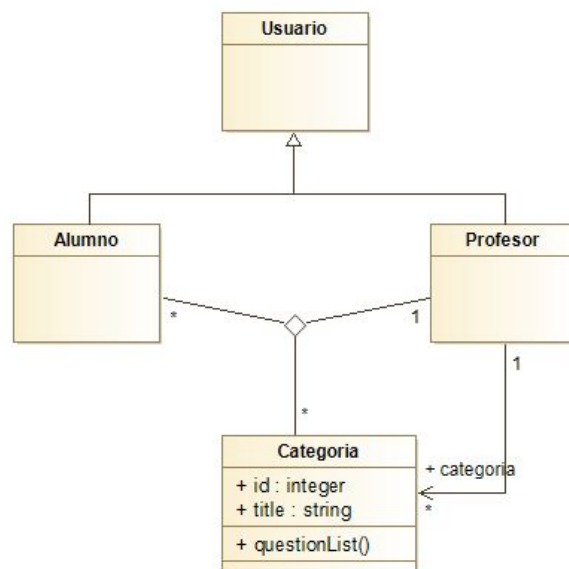 Usuario
Alumno
Profesor
*
1
1
*
Categoria
+ id : integer
+ title : string
+ questionList()
+ categoria
*